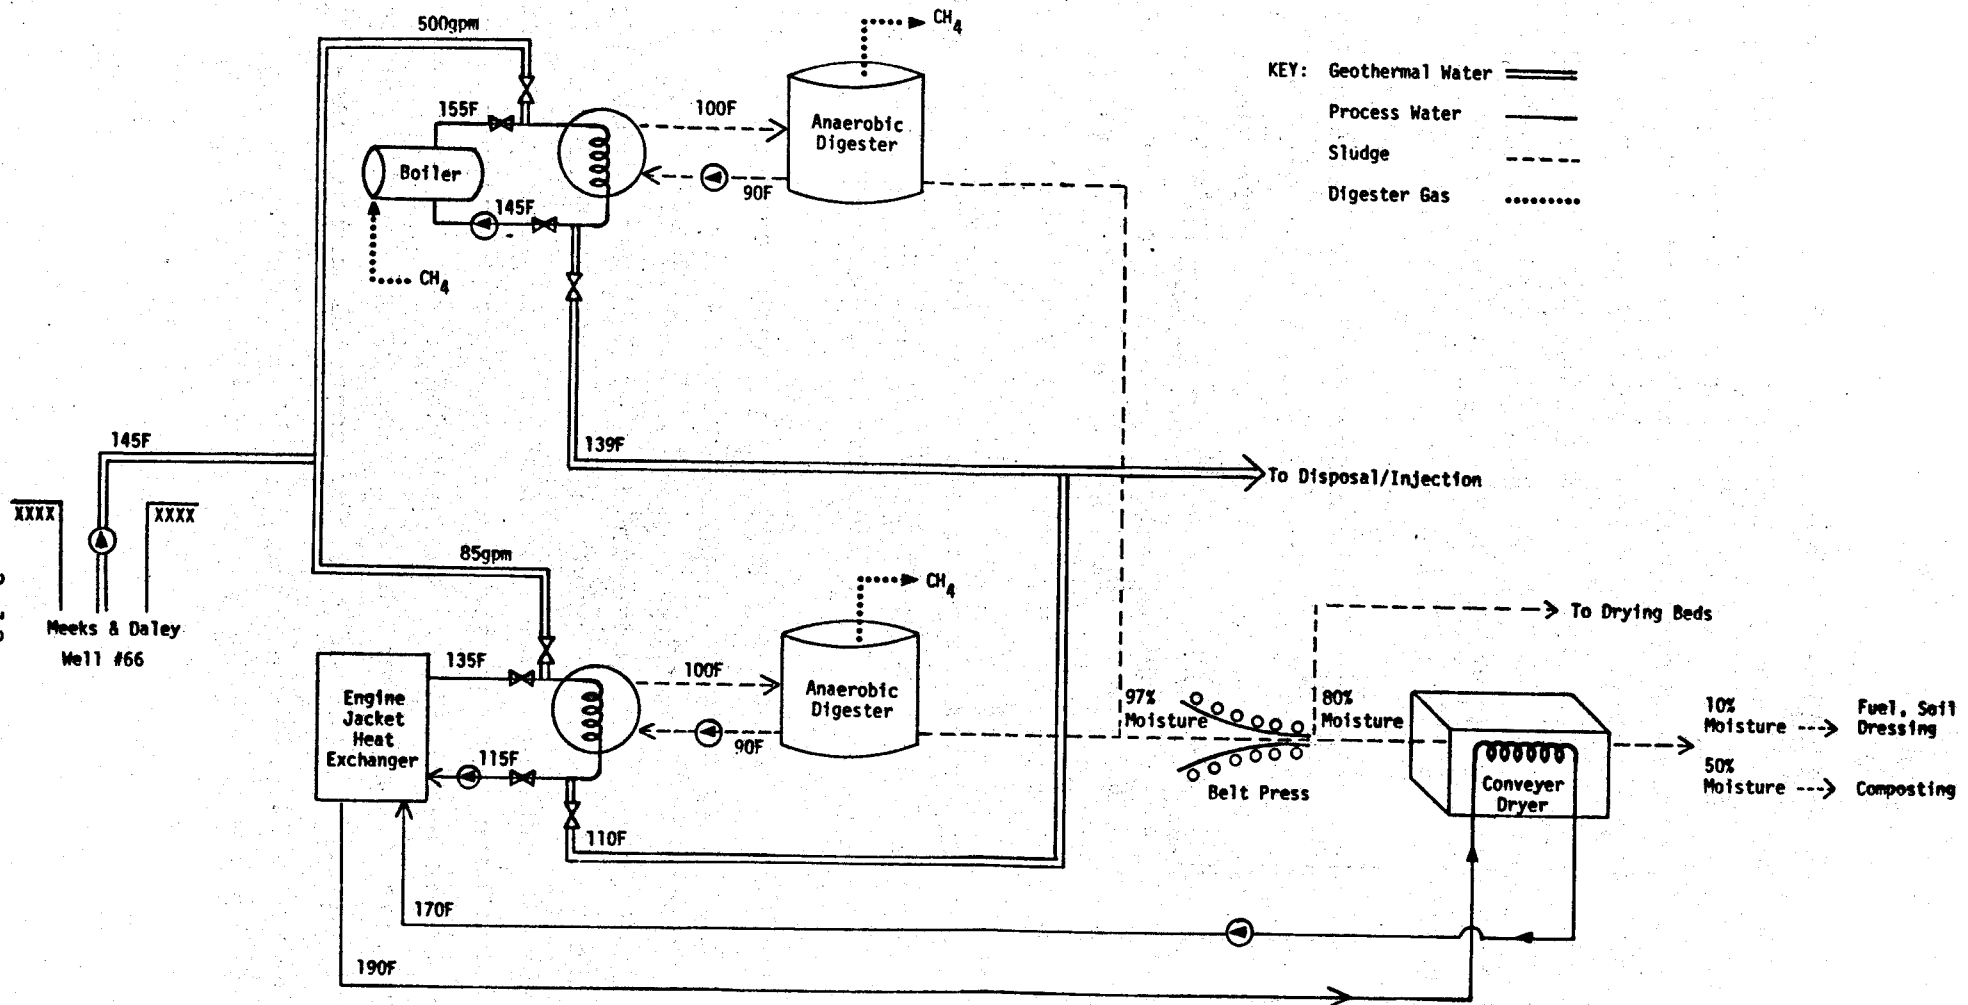 500gpm
CH4
KEY: Geothermal Water
Process Water
Sludge
Digester Gas
155F
100F
Anaerobic
Digester
Boiler
90F
145F
CH4
145F
139F
To Disposal/Injection
XXXX
XXXX
Meeks & Daley
Well #66
85gpm
CH4
To Drying Beds
135F
100F
Anaerobic
Digester
Engine
Jacket
Heat
Exchanger
90F
115F
97%
Moisture
80%
Moisture
Belt Press
Conveyer
Dryer
10%
Moisture
Fuel, Soil
Dressing
50%
Moisture
Composting
110F
170F
190F